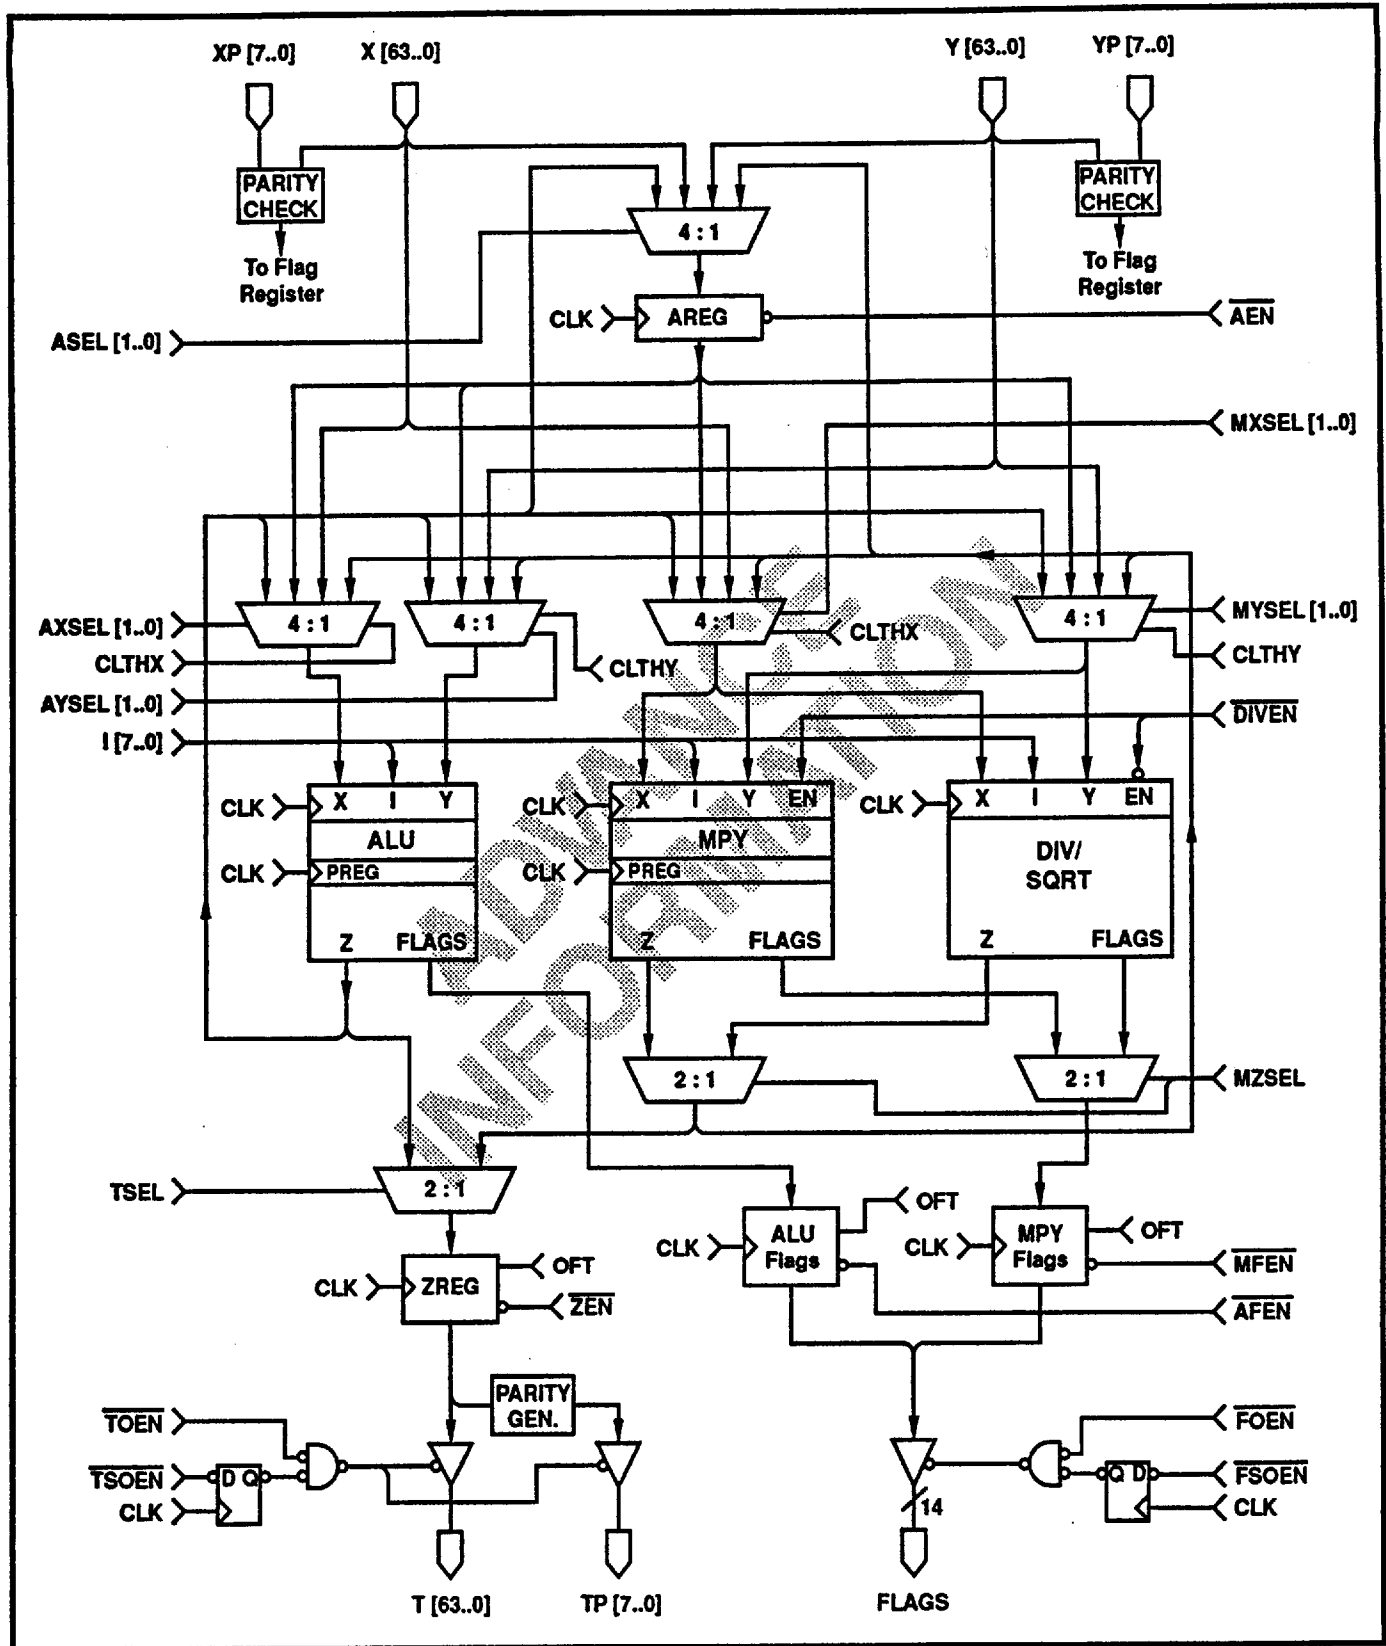 XP [7..0]
X [63..0]
Y [63..0]
YP [7..0]
PARITY
CHECK
PARITY
CHECK
4 : 1
To Flag
Register
To Flag
Register
CLK
AREG
AEN
ASEL [1..0]
MXSEL [1..0]
AXSEL [1..0]
4 : 1
4 : 1
4 : 1
4 : 1
MYSEL [1..0]
CLTHX
CLTHY
CLTHX
CLTHY
AYSEL [1..0]
DIVEN
I [7..0]
CLK
X I Y
CLK
X I Y EN
CLK
X I Y EN
ALU
MPY
DIV/
SQRT
CLK
PREG
CLK
PREG
Z FLAGS
Z FLAGS
Z FLAGS
ADVANCE
INFORMATION
2 : 1
2 : 1
MZSEL
TSEL
2 : 1
CLK
ALU
Flags
OFT
CLK
MPY
Flags
OFT
MFEN
CLK
ZREG
OFT
ZEN
AFEN
PARITY
GEN.
TOEN
FOEN
TSOEN
D Q
Q D
FSOEN
CLK
CLK
14
T [63..0]
TP [7..0]
FLAGS